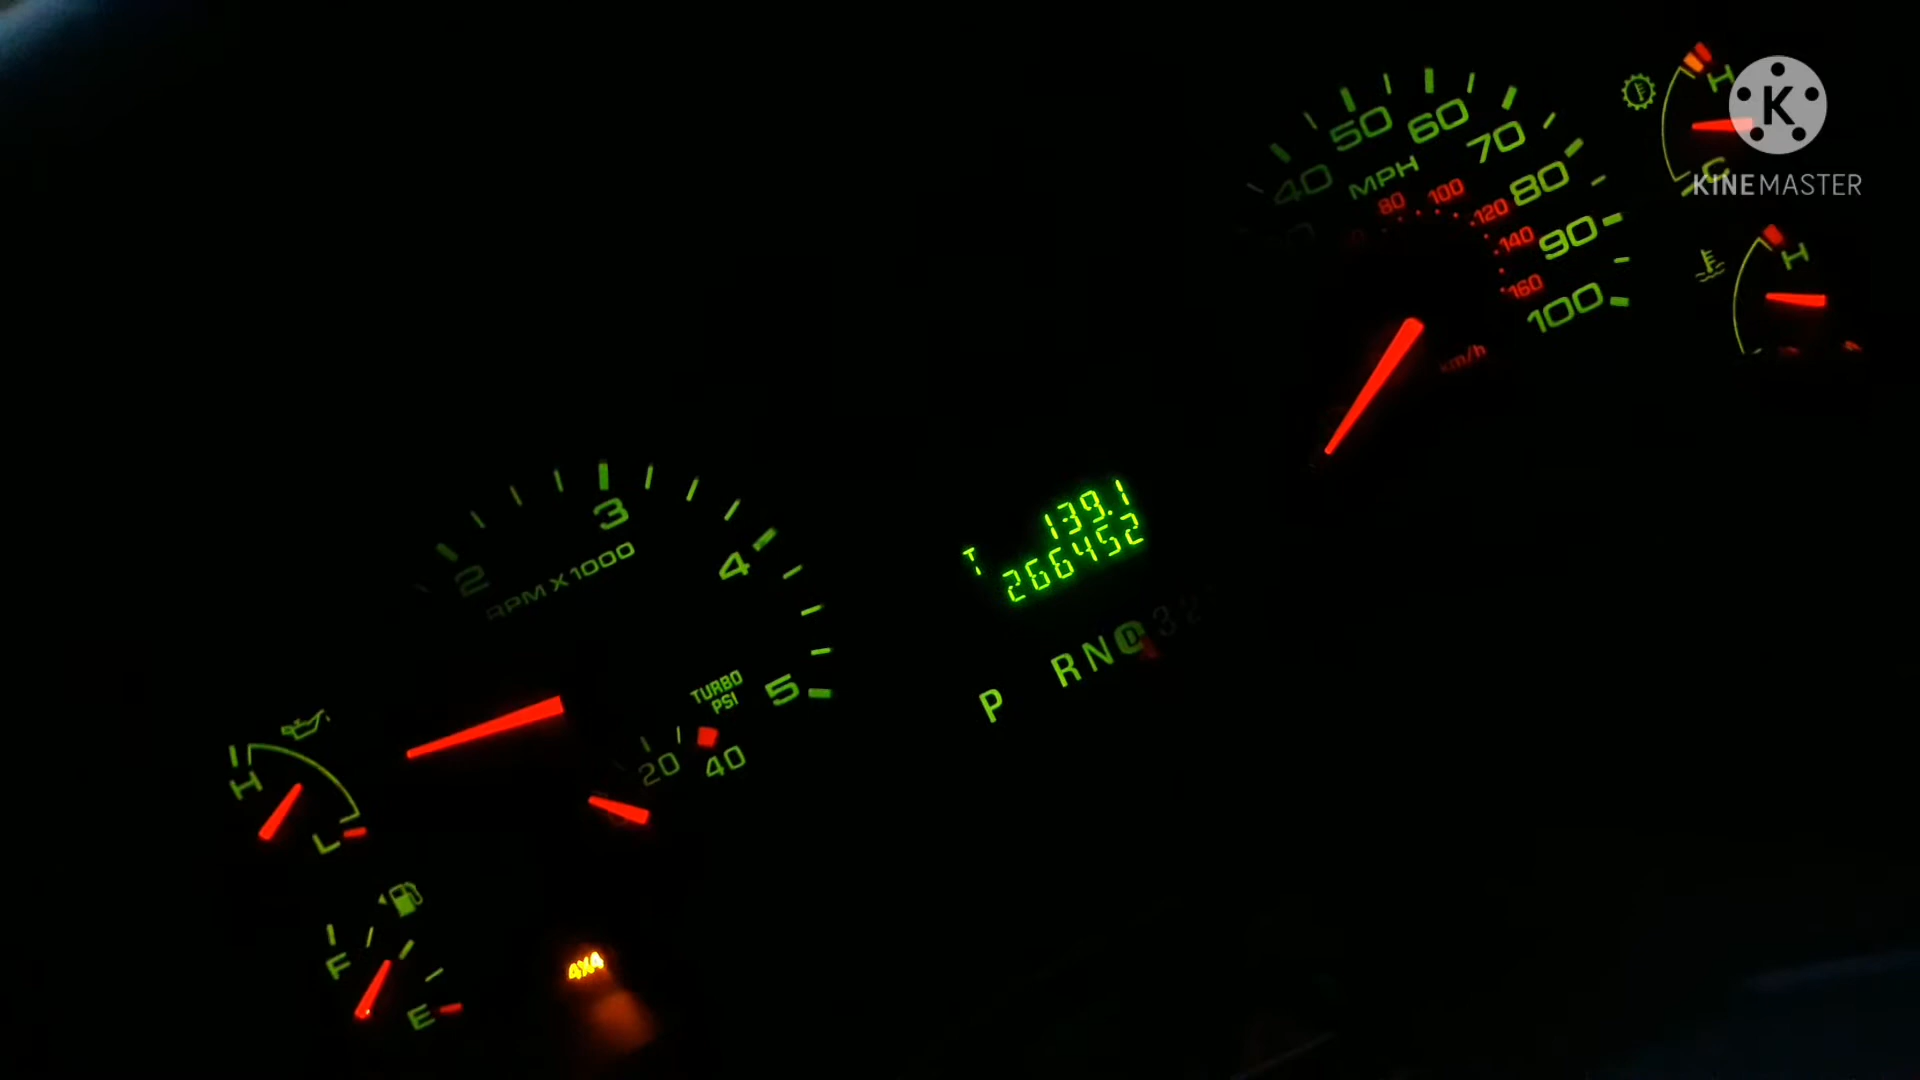 50 60 70
40 MPH 80
80 100 120
140 90
160 100
km/h
H
C
H
K
KINEMASTER
3
2 4
RPM X 1000
5
TURBO
PSI
20 40
T 139.1
266452
P R N D 3 2
H
L
F
E
4X4